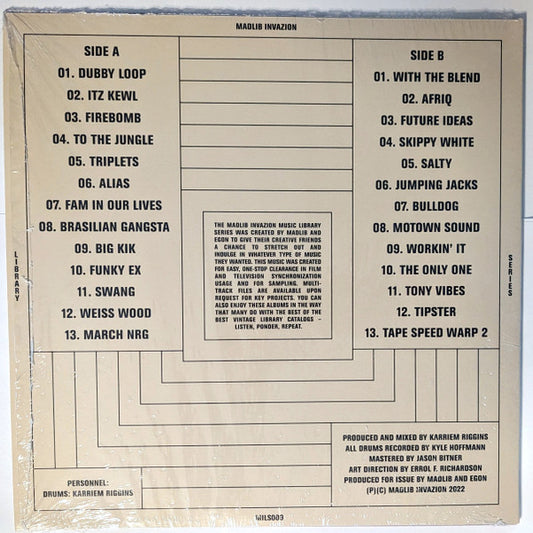 MADLIB INVAZION
SIDE A
01. DUBBY LOOP
02. ITZ KEWL
03. FIREBOMB
04. TO THE JUNGLE
05. TRIPLETS
06. ALIAS
07. FAM IN OUR LIVES
08. BRASILIAN GANGSTA
09. BIG KIK
10. FUNKY EX
11. SWANG
12. WEISS WOOD
13. MARCH NRG
SIDE B
01. WITH THE BLEND
02. AFRIQ
03. FUTURE IDEAS
04. SKIPPY WHITE
05. SALTY
06. JUMPING JACKS
07. BULLDOG
08. MOTOWN SOUND
09. WORKIN' IT
10. THE ONLY ONE
11. TONY VIBES
12. TIPSTER
13. TAPE SPEED WARP 2
LIBRARY
SERIES
THE MADLIB INVAZION MUSIC LIBRARY
SERIES WAS CREATED BY MADLIB AND
EGON TO GIVE THEIR CREATIVE FRIENDS
A CHANCE TO STRETCH OUT AND
INDULGE IN WHATEVER TYPE OF MUSIC
THEY WANTED. THIS MUSIC WAS CREATED
FOR EASY, ONE-STOP CLEARANCE IN FILM
AND TELEVISION SYNCHRONIZATION
USAGE AND FOR SAMPLING. MULTI-
TRACK FILES ARE AVAILABLE UPON
REQUEST FOR KEY PROJECTS. YOU CAN
ALSO ENJOY THESE ALBUMS IN THE WAY
THAT MANY DO WITH THE BEST OF THE
BEST VINTAGE LIBRARY CATALOGS –
LISTEN, PONDER, REPEAT.
PERSONNEL:
DRUMS: KARRIEM RIGGINS
PRODUCED AND MIXED BY KARRIEM RIGGINS
ALL DRUMS RECORDED BY KYLE HOFFMANN
MASTERED BY JASON BITNER
ART DIRECTION BY ERROL F. RICHARDSON
PRODUCED FOR ISSUE BY MADLIB AND EGON
(P)(C) MADLIB INVAZION 2022
MILS003